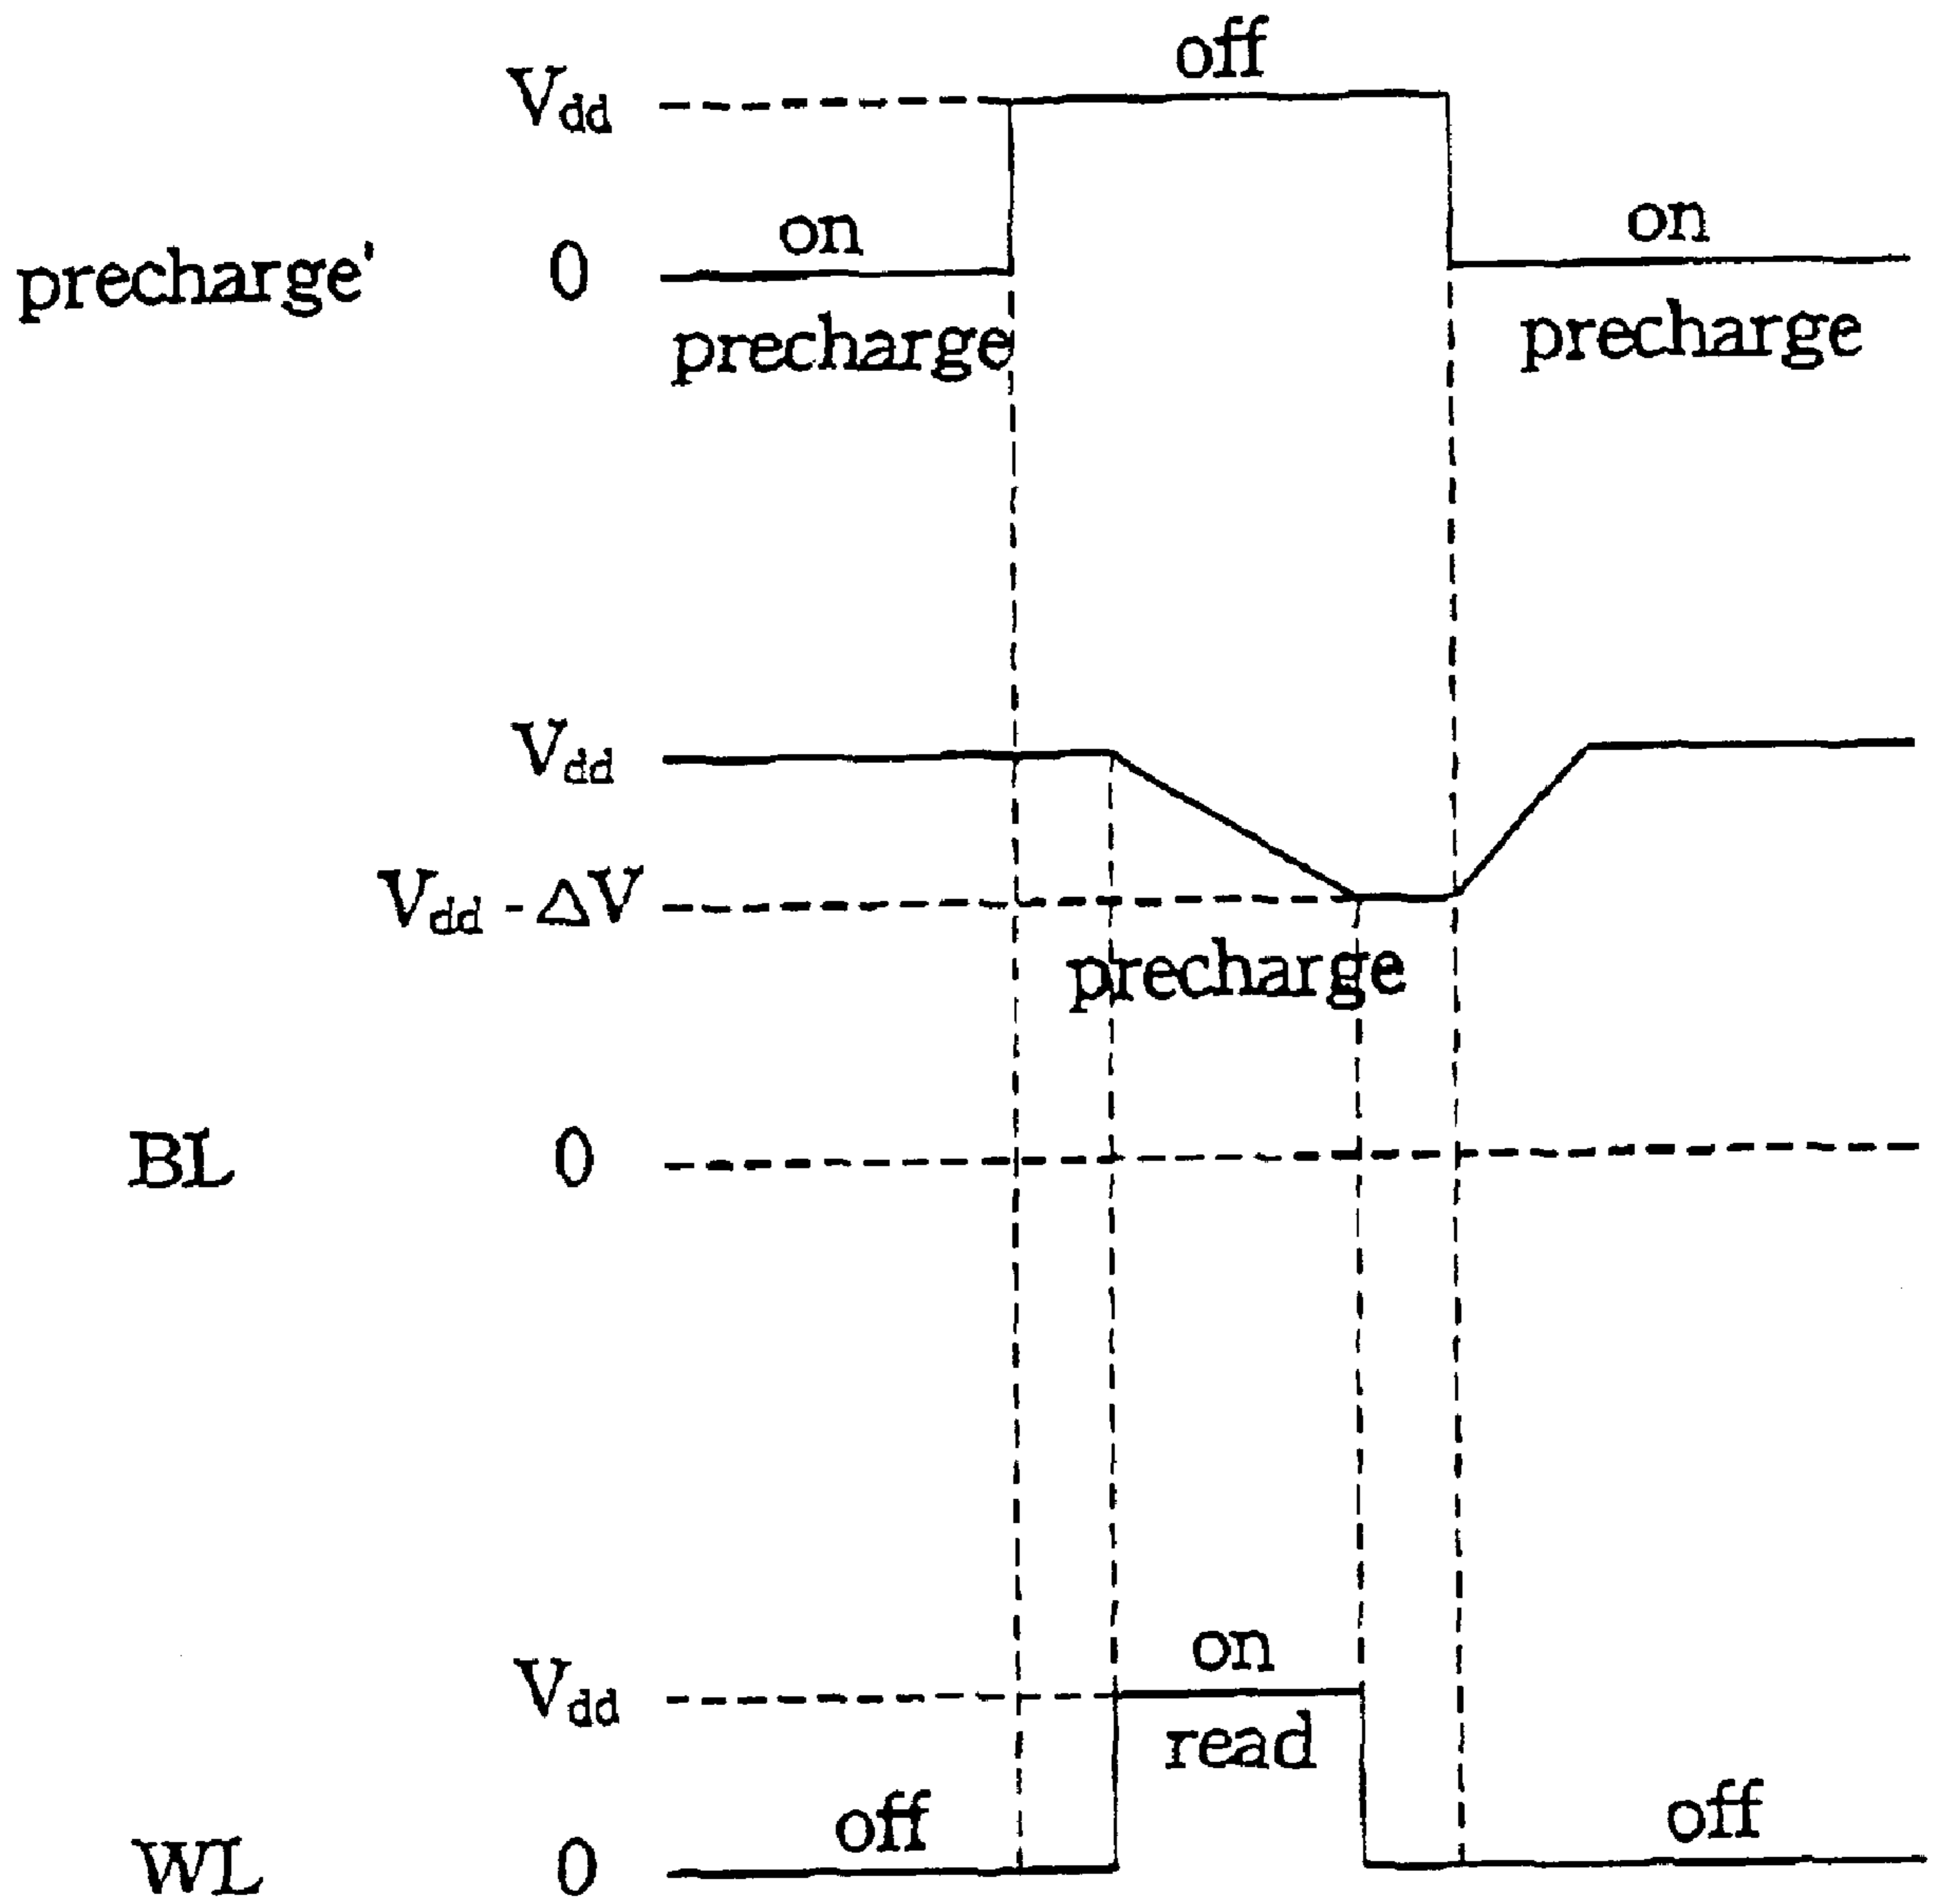 off
Vdd
on
on
precharge' 0
precharge
precharge
Vdd
Vdd - ΔV
precharge
BL 0
on
Vdd
read
off
off
WL 0